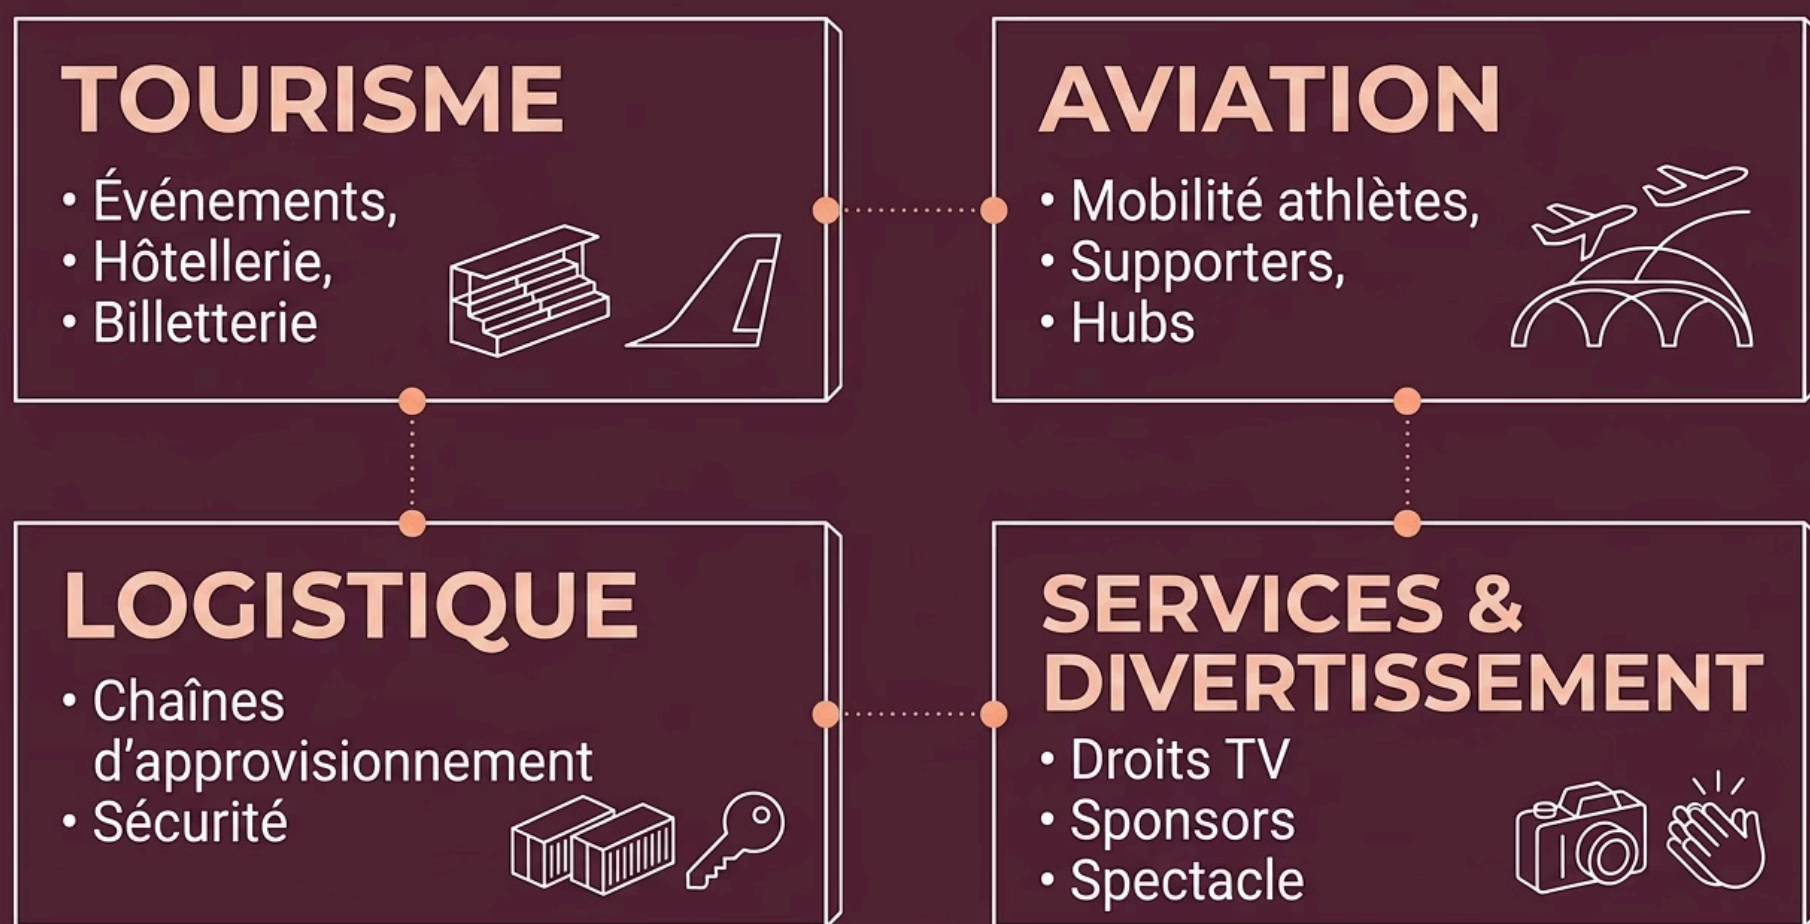 TOURISME
• Événements,
• Hôtellerie,
• Billetterie
AVIATION
• Mobilité athlètes,
• Supporters,
• Hubs
LOGISTIQUE
• Chaînes
d’approvisionnement
• Sécurité
SERVICES &
DIVERTISSEMENT
• Droits TV
• Sponsors
• Spectacle